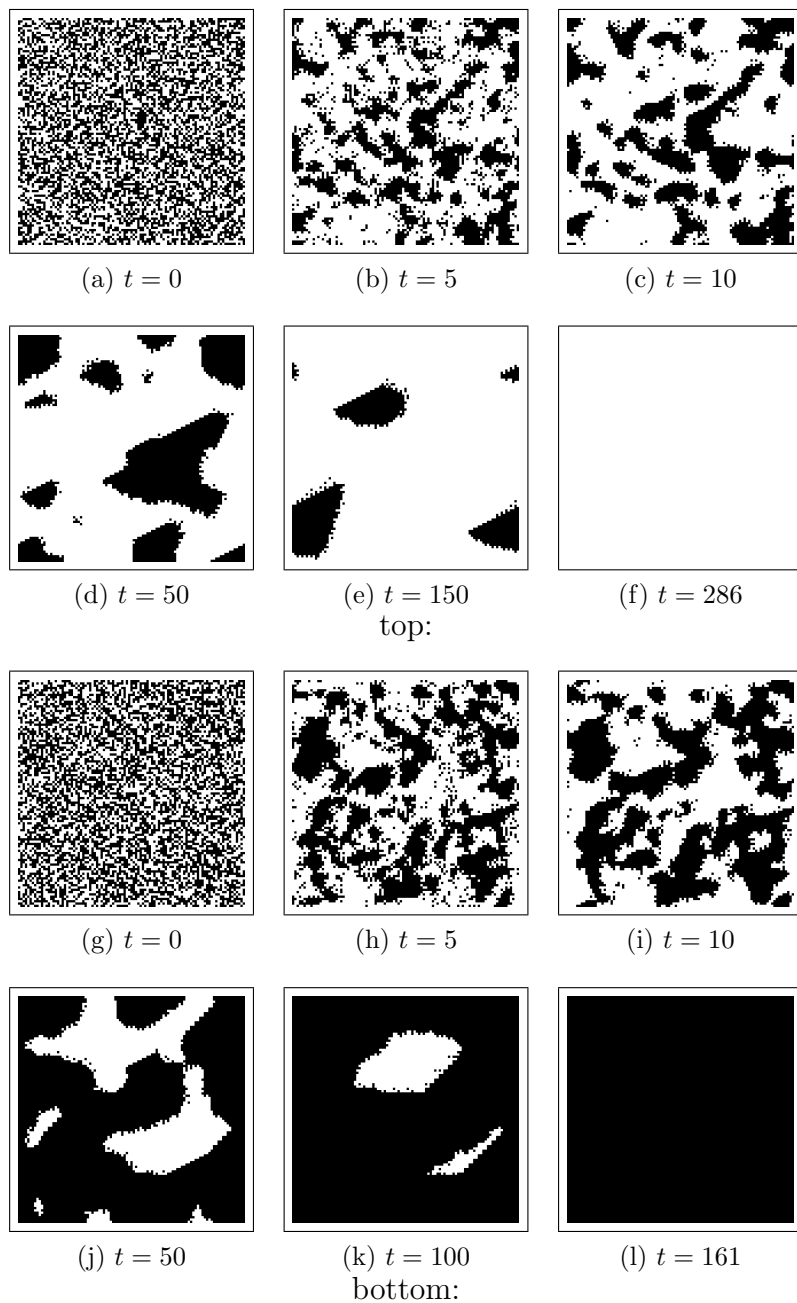 (a) t = 0 (b) t = 5 (c) t = 10
(d) t = 50 (e) t = 150 (f) t = 286
top:
(g) t = 0 (h) t = 5 (i) t = 10
(j) t = 50 (k) t = 100 (l) t = 161
bottom: